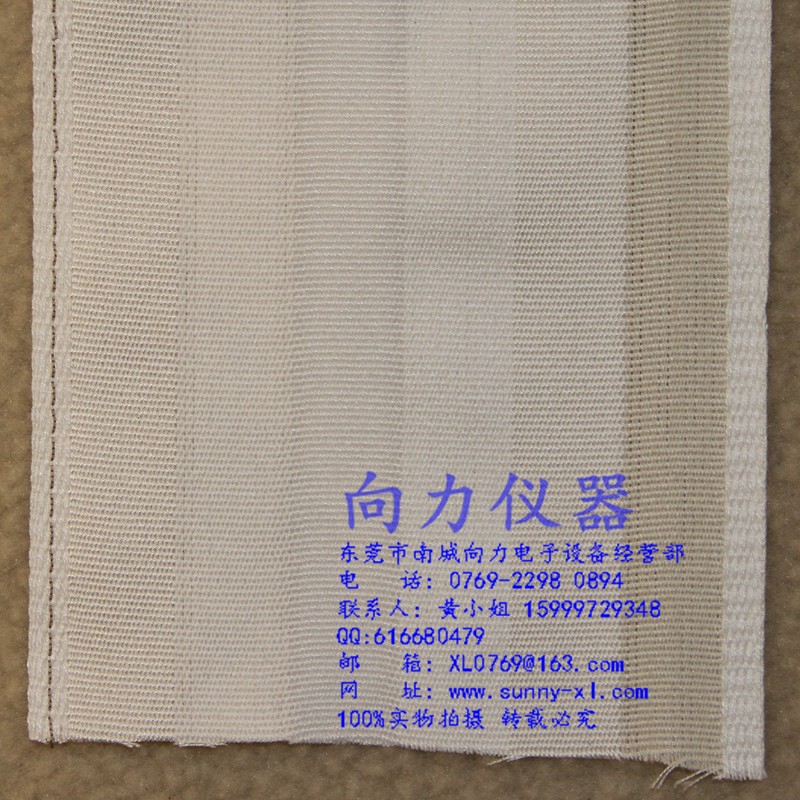 向力仪器
东莞市南城向力电子设备经营部
电 话: 0769-2298 0894
联系人: 黄小姐 15999729348
QQ:616680479
邮 箱: XL0769@163.com
网 址: www.sunny-xl.com
100%实物拍摄 转载必究